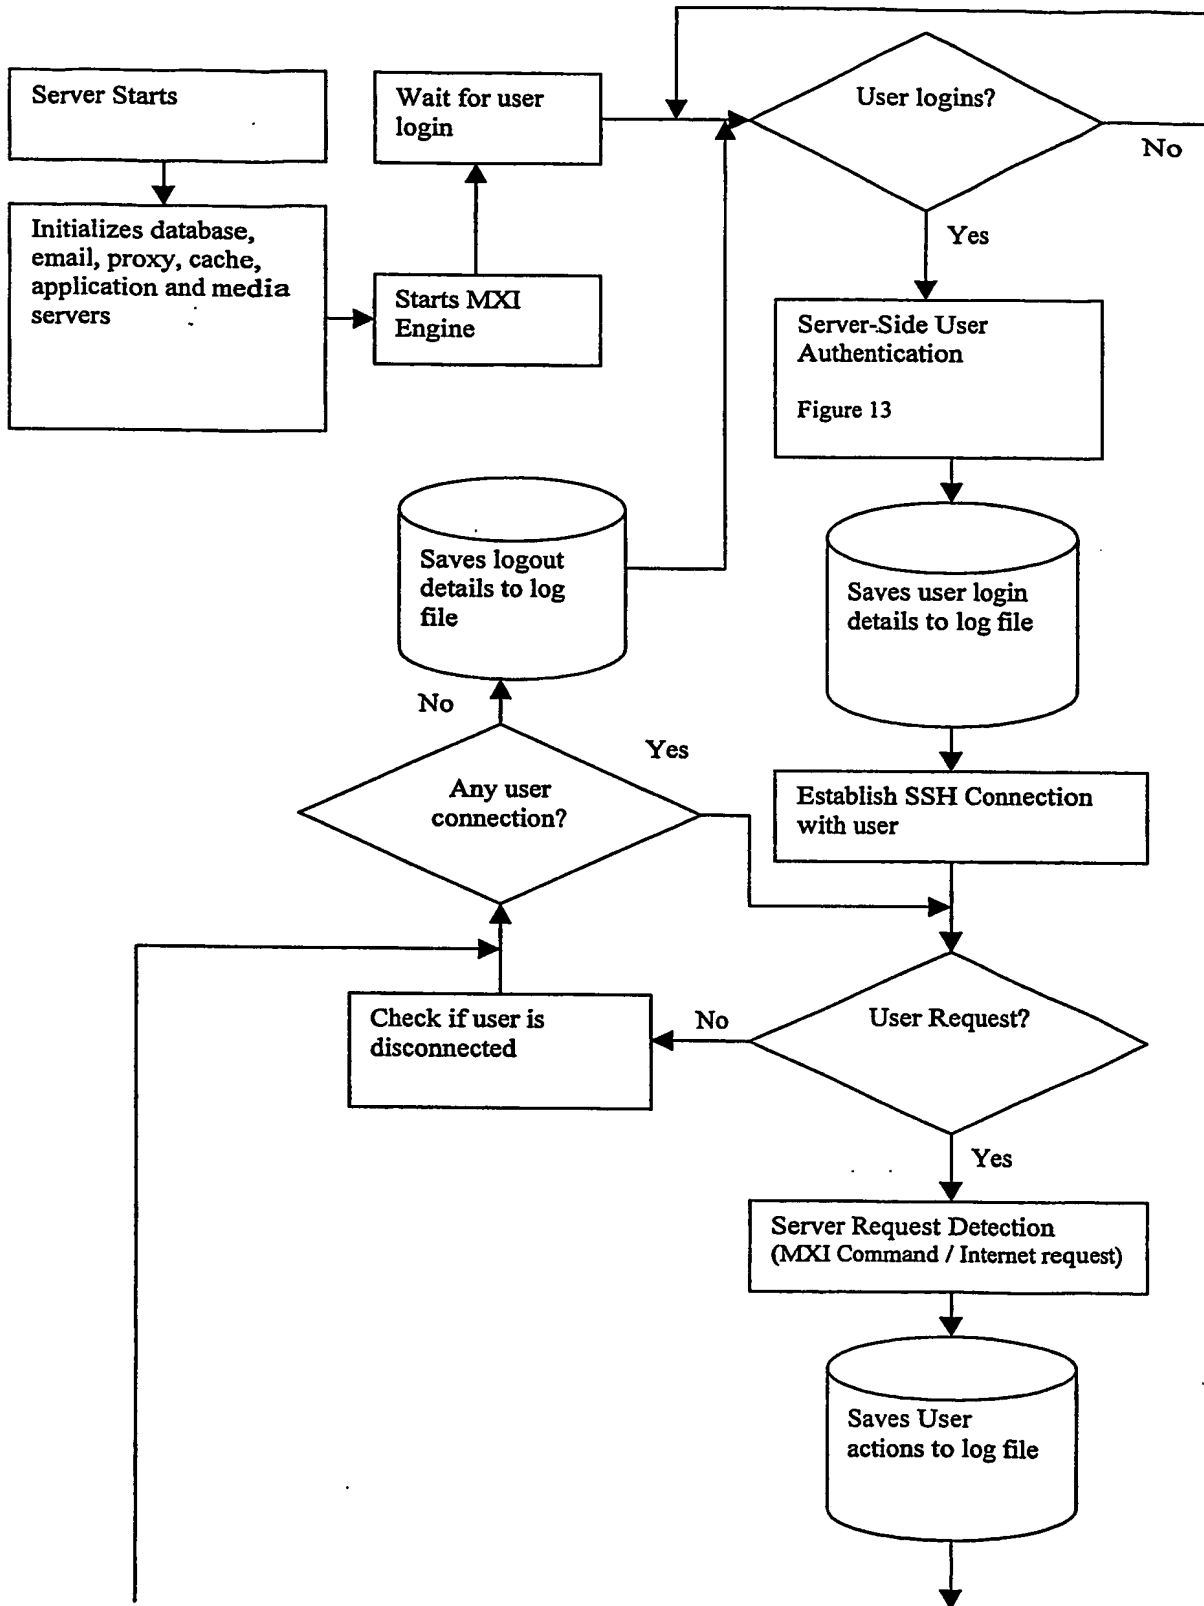 Server Starts
Wait for user
login
User logins?
No
Initializes database,
email, proxy, cache,
application and media
servers
Starts MXI
Engine
Yes
Server-Side User
Authentication
Figure 13
Saves logout
details to log
file
Saves user login
details to log file
No
Yes
Any user
connection?
Establish SSH Connection
with user
Check if user is
disconnected
No
User Request?
Yes
Server Request Detection
(MXI Command / Internet request)
Saves User
actions to log file